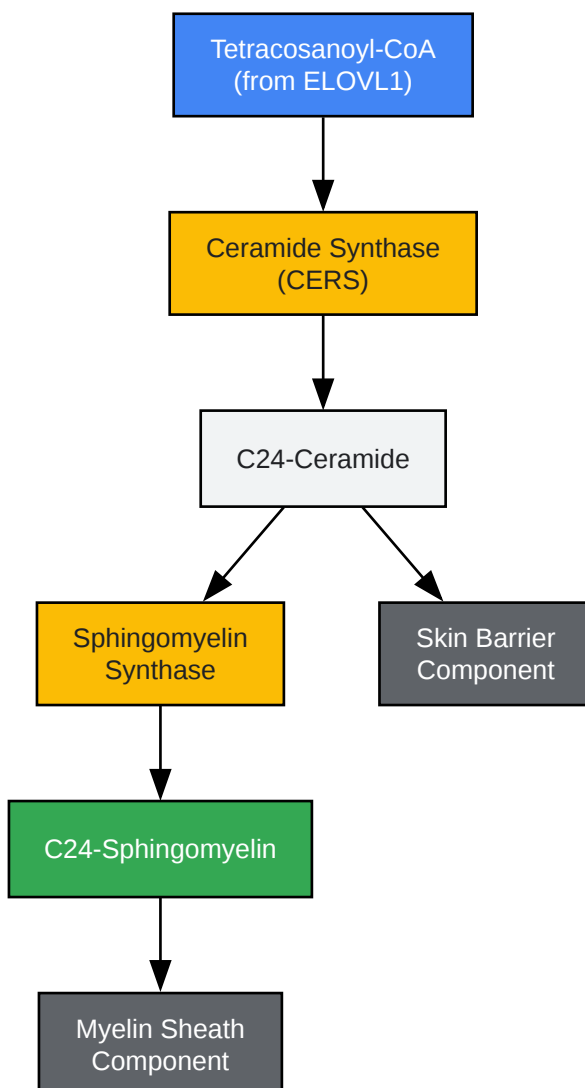 Tetracosanoyl-CoA
(from ELOVL1)
Ceramide Synthase
(CERS)
C24-Ceramide
Sphingomyelin
Synthase
Skin Barrier
Component
C24-Sphingomyelin
Myelin Sheath
Component